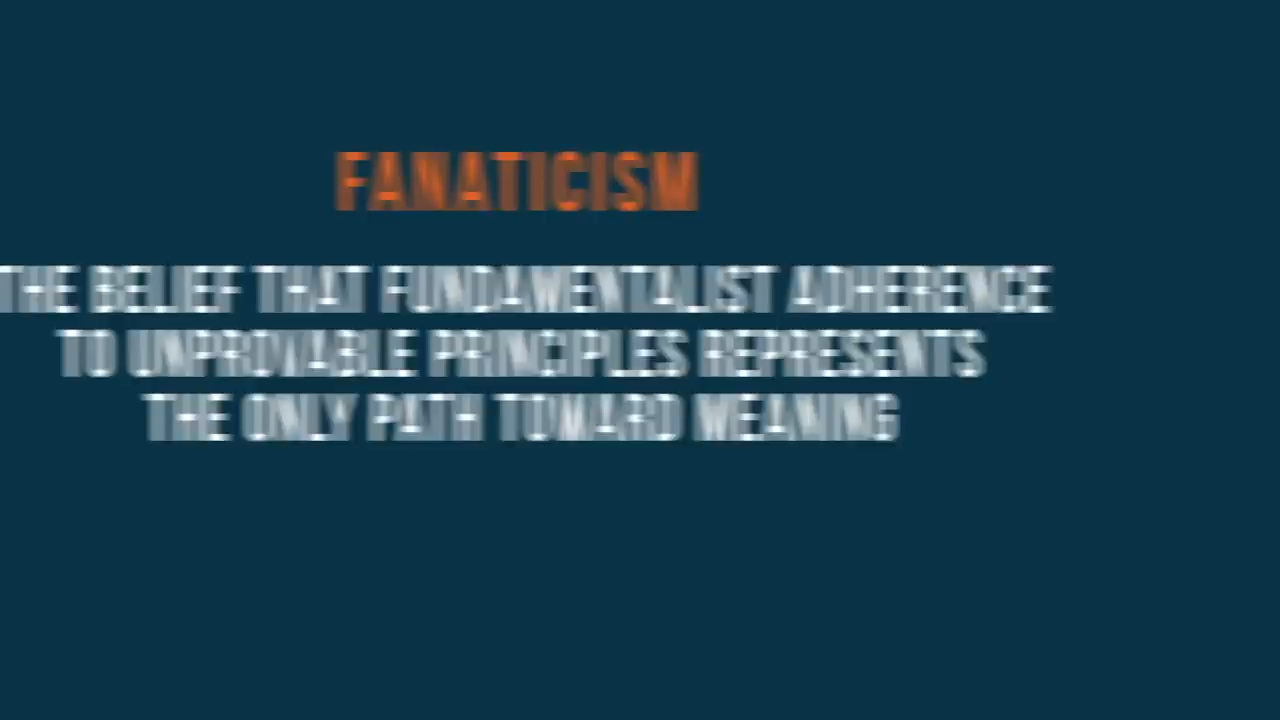 FANATICISM
THE BELIEF THAT FUNDAMENTALIST ADHERENCE
TO UNPROVABLE PRINCIPLES REPRESENTS
THE ONLY PATH TOWARD MEANING